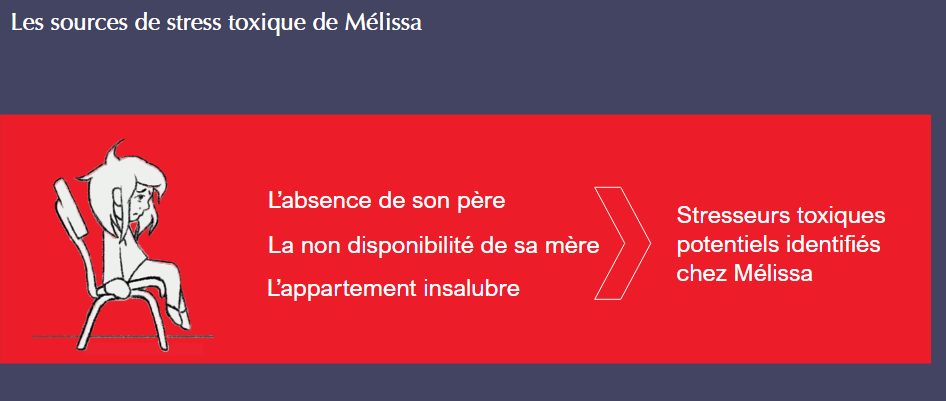 Les sources de stress toxique de Mélissa
L'absence de son père
La non disponibilité de sa mère
L'appartement insalubre
Stresseurs toxiques
potentiels identifiés
chez Mélissa